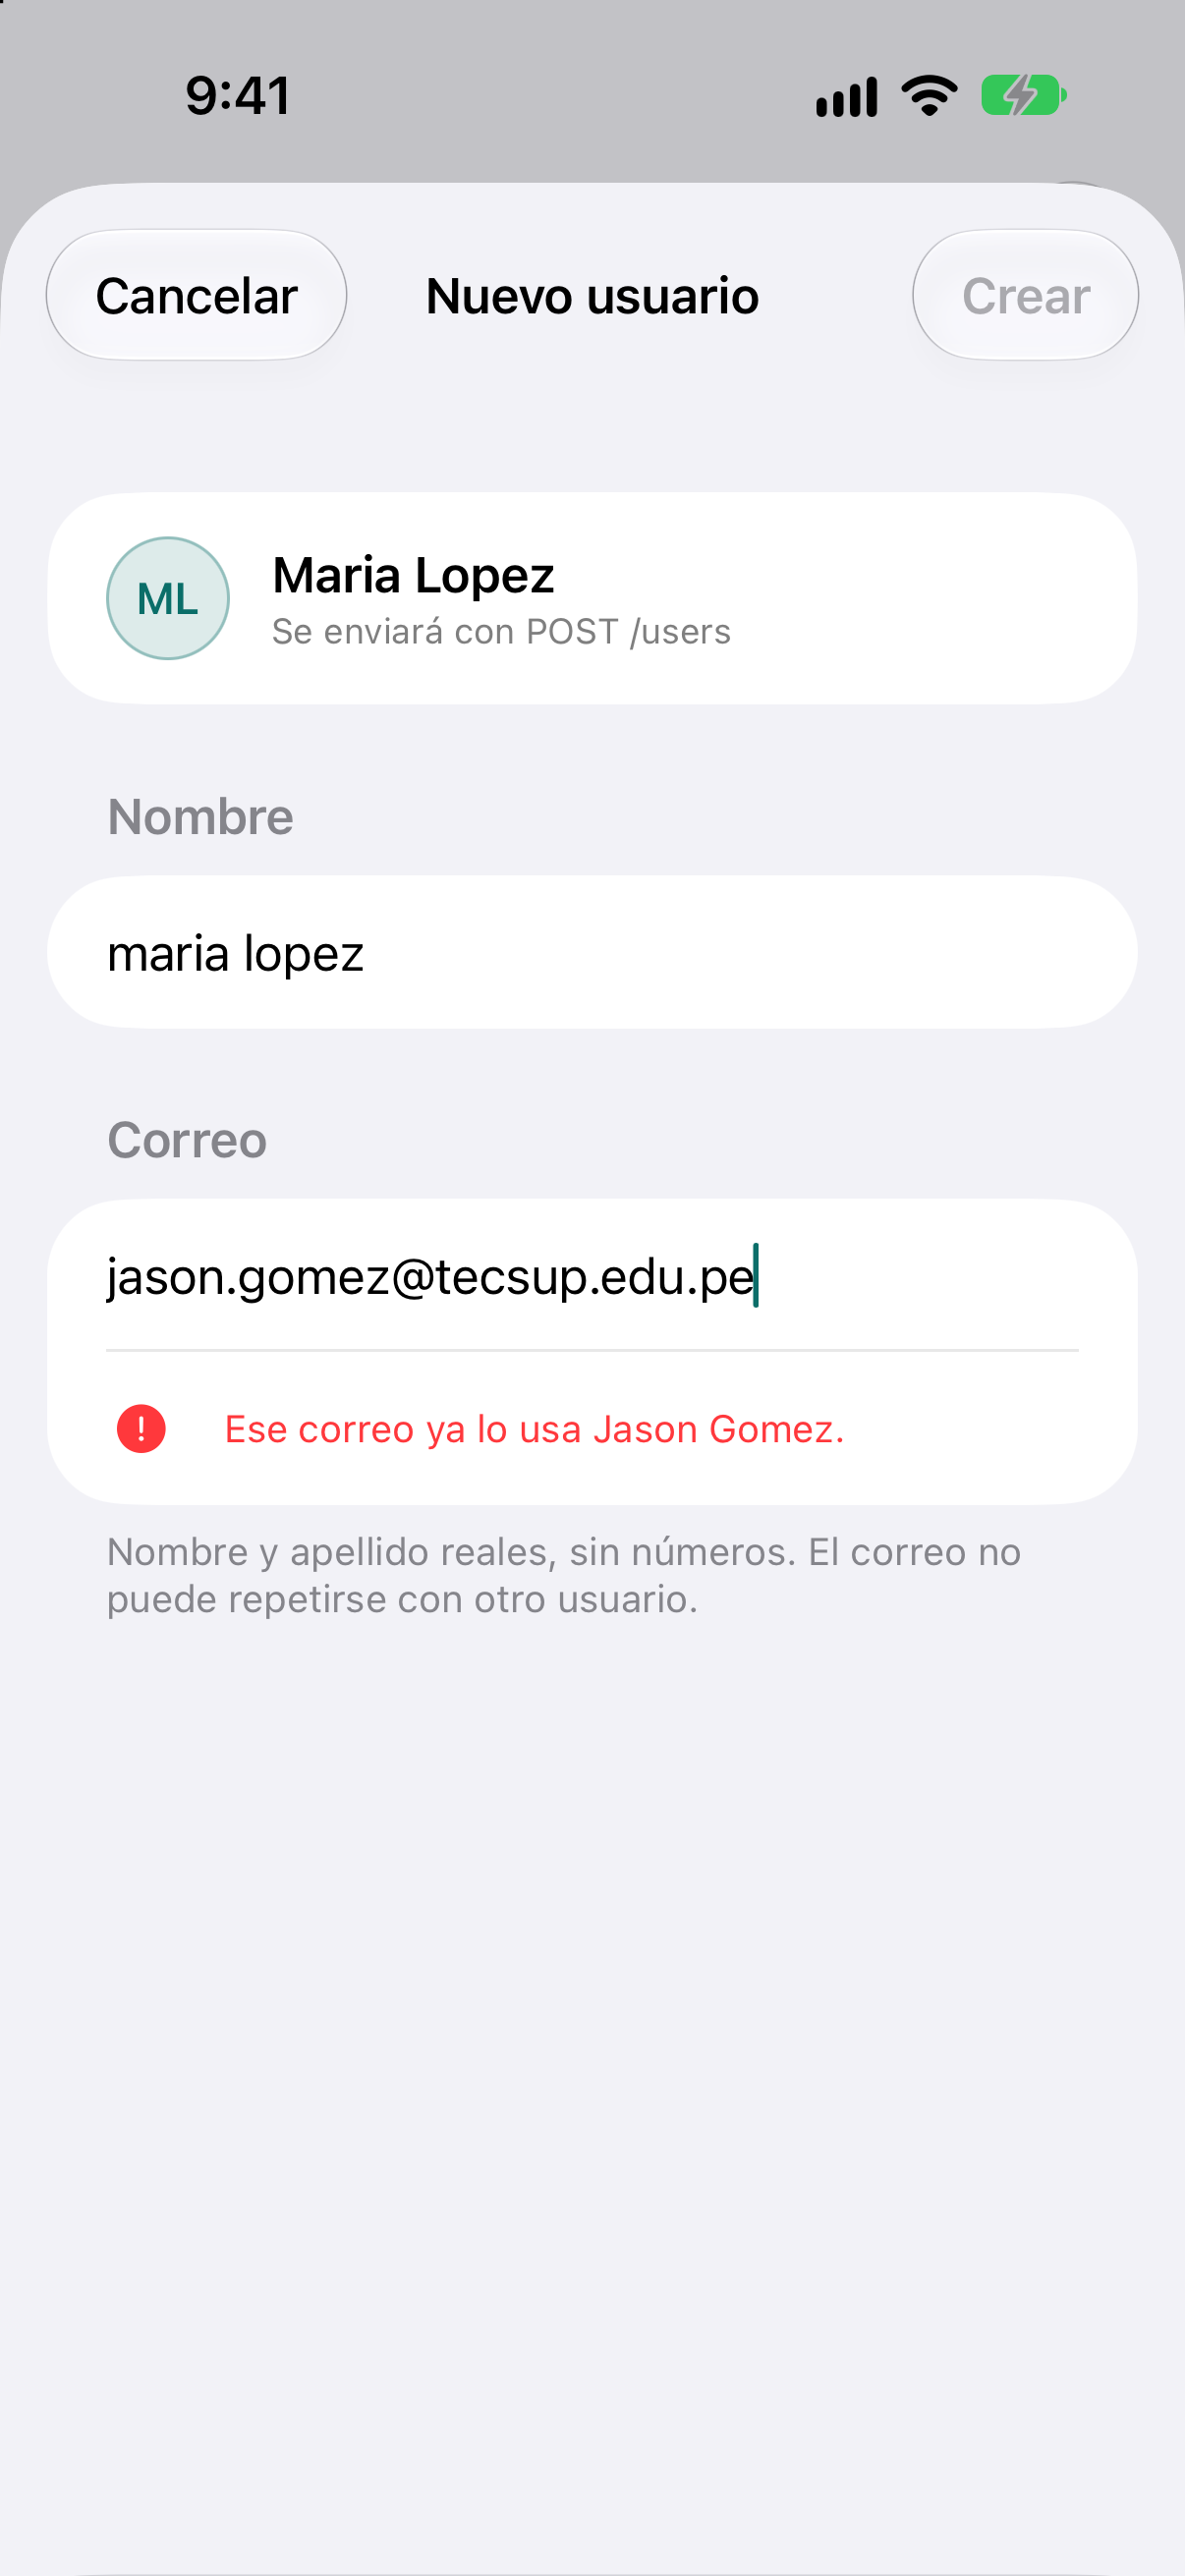 9:41
Cancelar
Nuevo usuario
Crear
ML
Maria Lopez
Se enviará con POST /users
Nombre
maria lopez
Correo
jason.gomez@tecsup.edu.pe
Ese correo ya lo usa Jason Gomez.
Nombre y apellido reales, sin números. El correo no
puede repetirse con otro usuario.